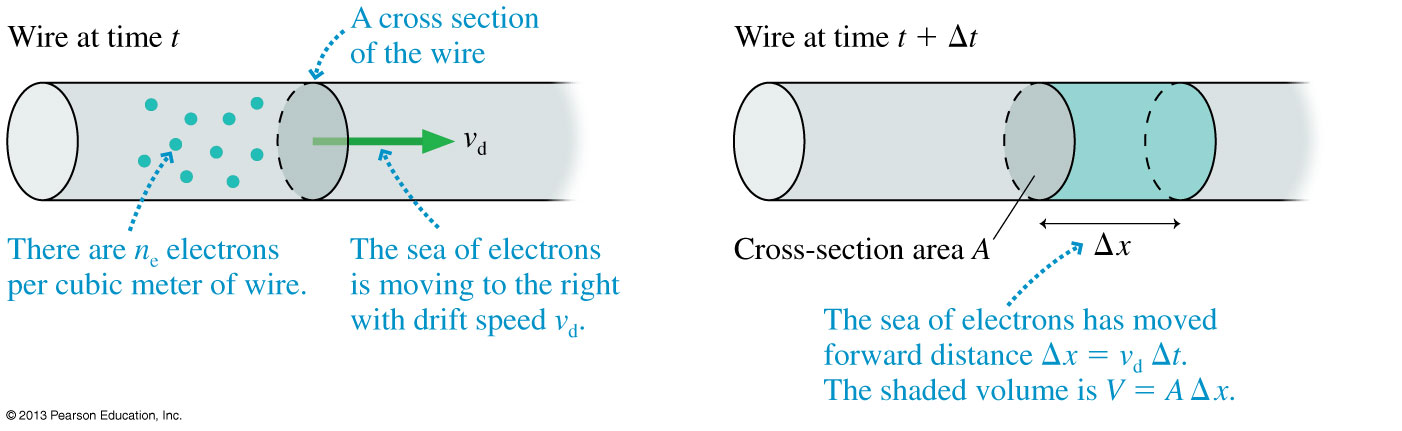 Wire at time t
A cross section
of the wire
v_d
There are n_e electrons
per cubic meter of wire.
The sea of electrons
is moving to the right
with drift speed v_d.
Wire at time t + Δt
Cross-section area A
Δx
The sea of electrons has moved
forward distance Δx = v_d Δt.
The shaded volume is V = A Δx.
© 2013 Pearson Education, Inc.